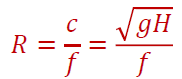 R = c/f = √gH/f